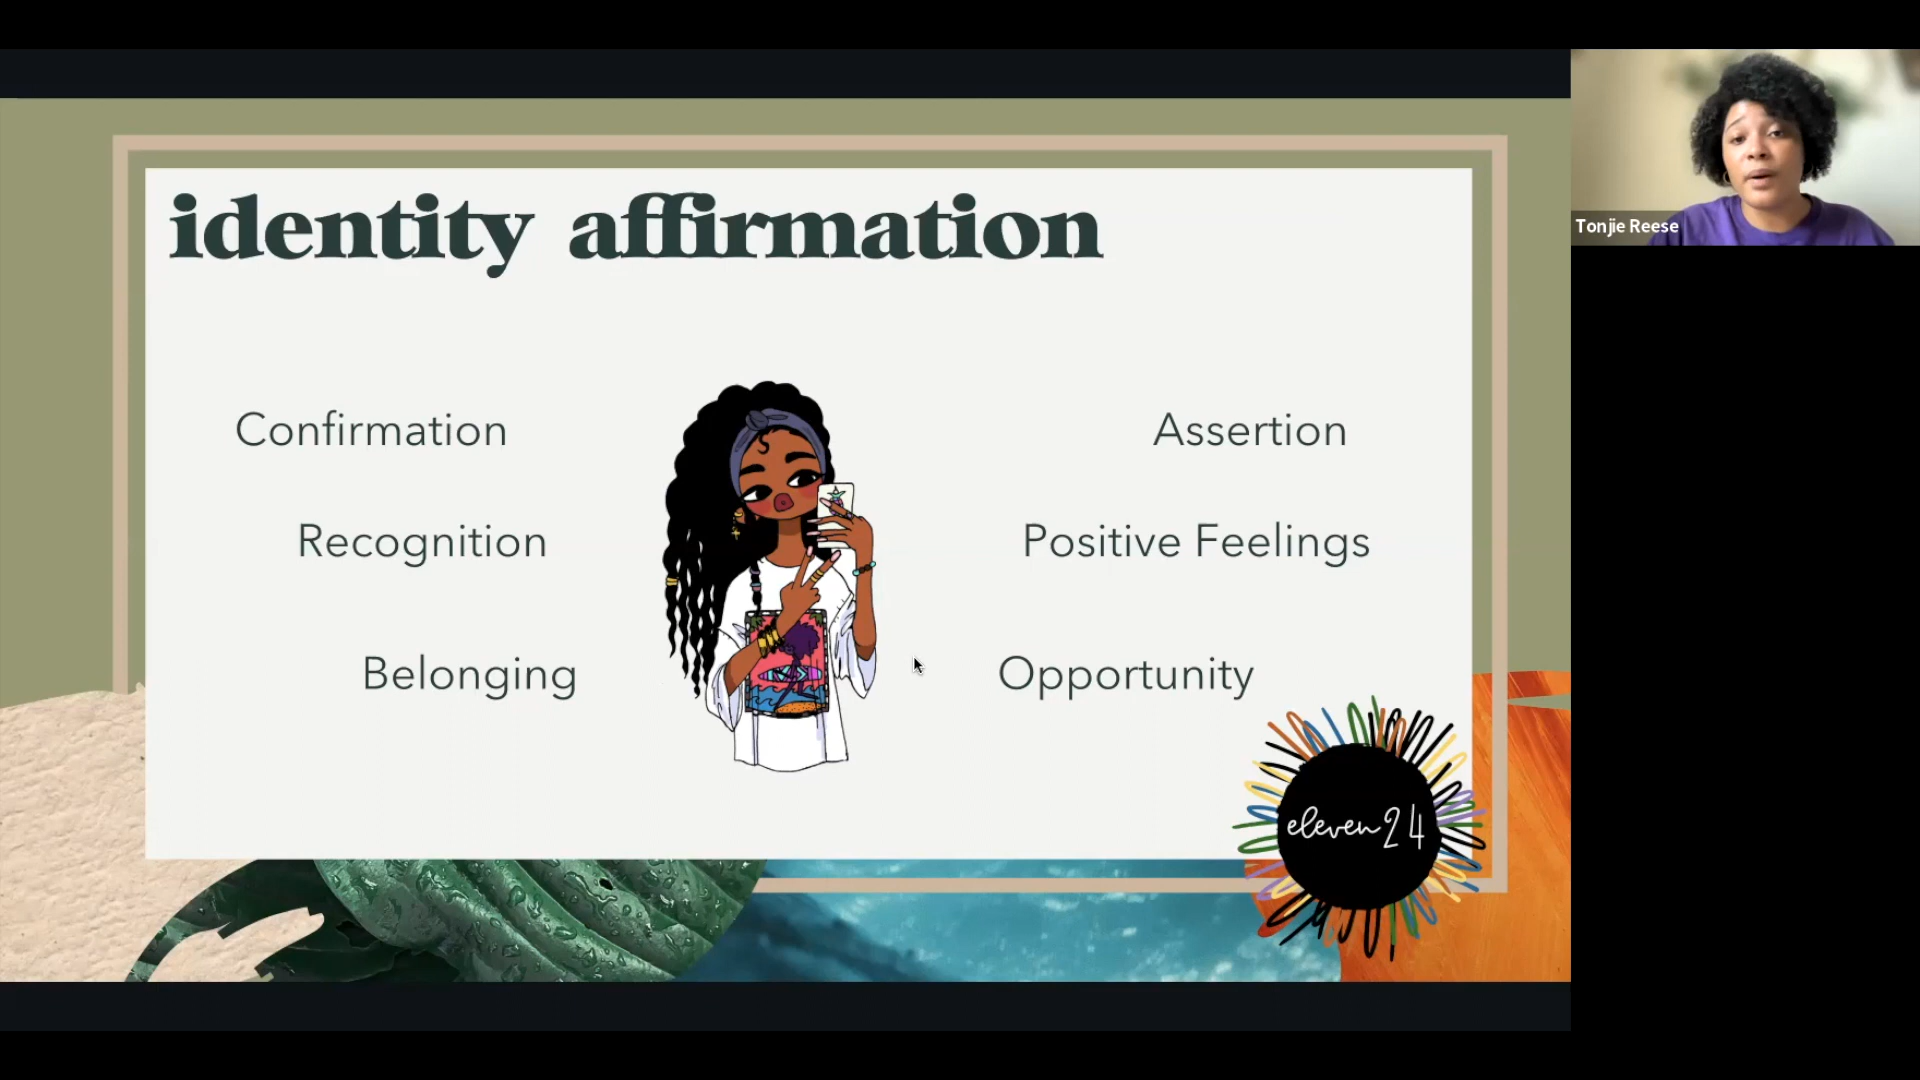 identity affirmation
Confirmation
Recognition
Belonging
Assertion
Positive Feelings
Opportunity
eleven24
Tonjie Reese